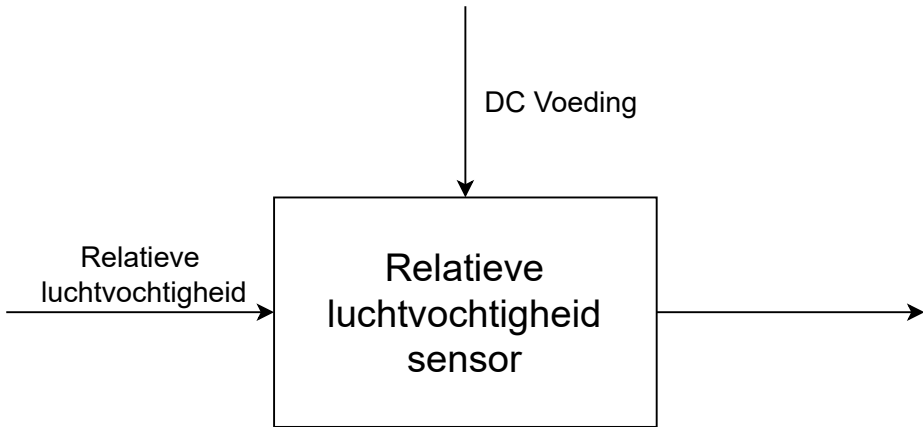 DC Voeding
Relatieve
luchtvochtigheid
Relatieve
luchtvochtigheid
sensor